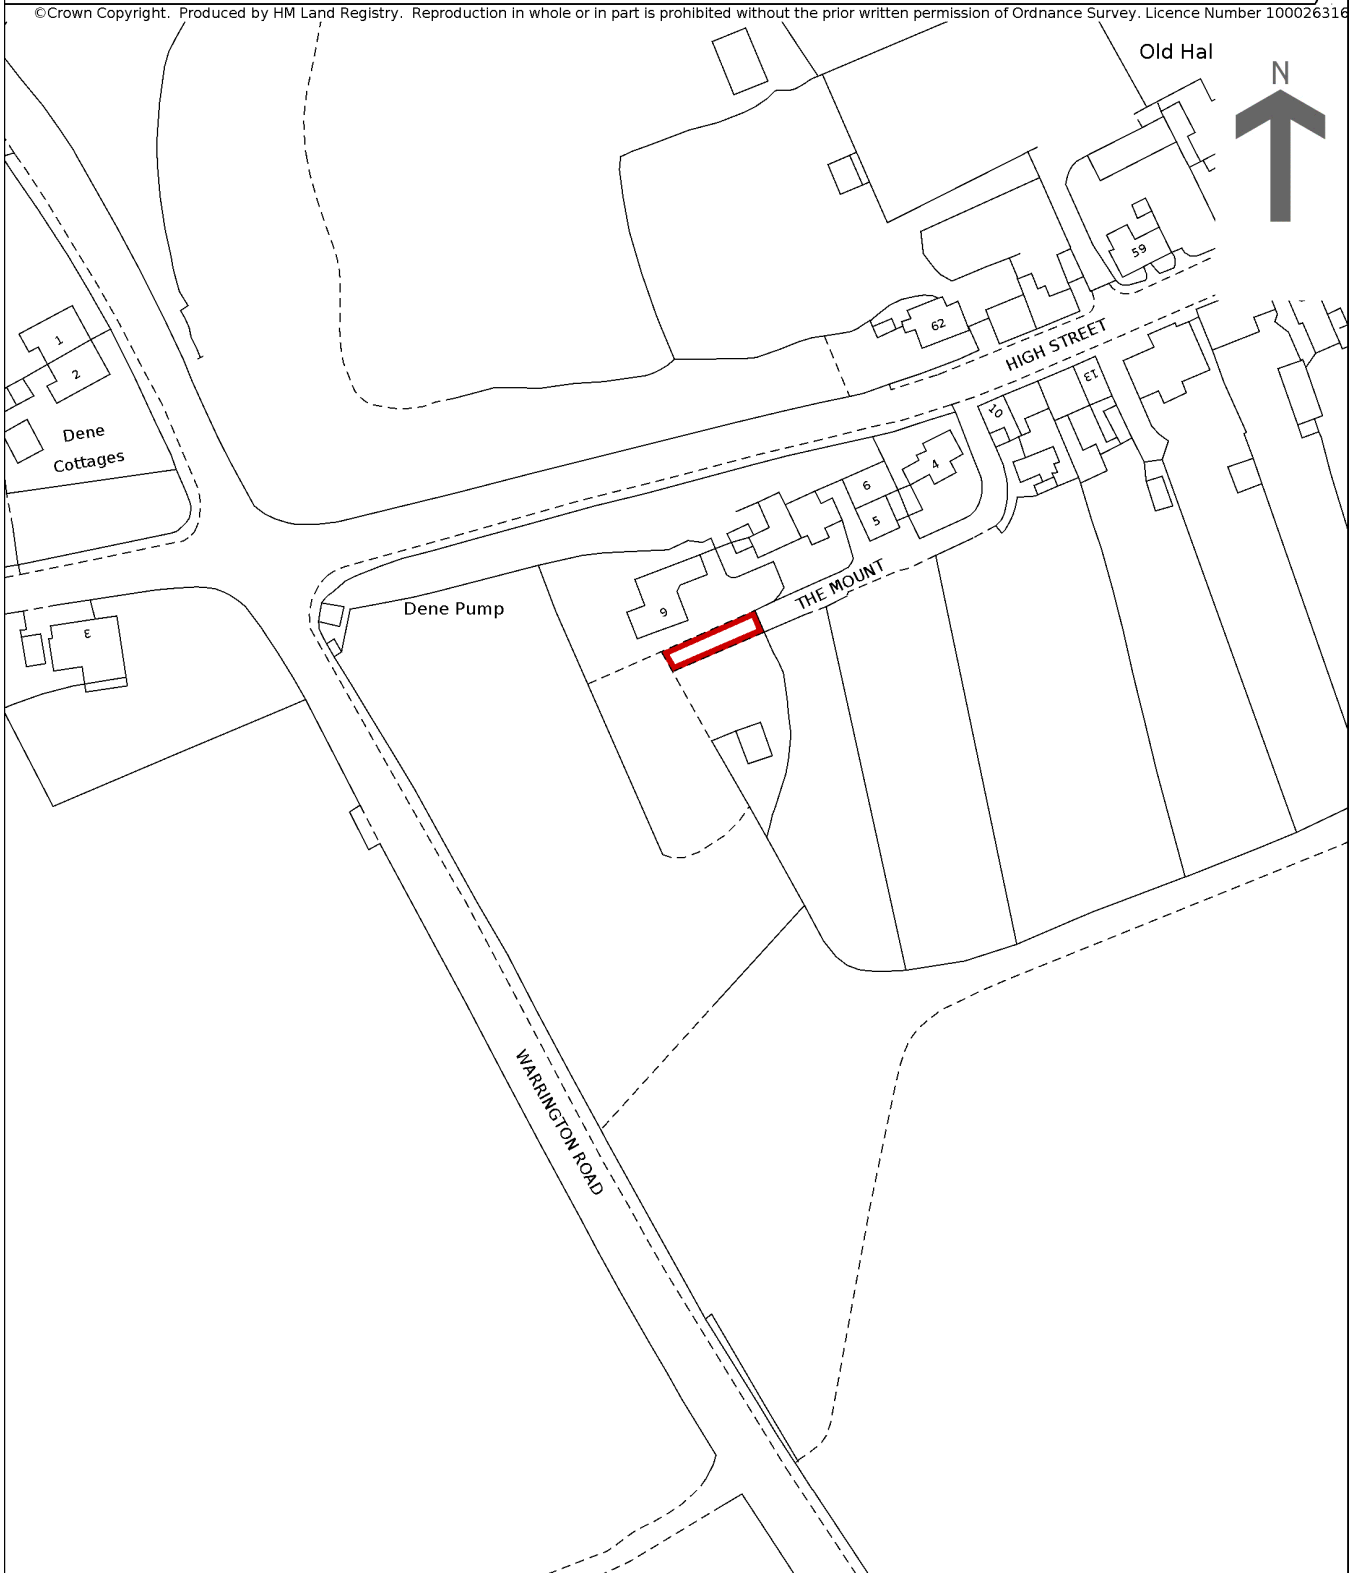 ©Crown Copyright. Produced by HM Land Registry. Reproduction in whole or in part is prohibited without the prior written permission of Ordnance Survey. Licence Number 100026316
Old Hal
N
59
62
HIGH STREET
1
2
13
10
Dene
Cottages
4
6
5
THE MOUNT
Dene Pump
9
3
WARRINGTON ROAD